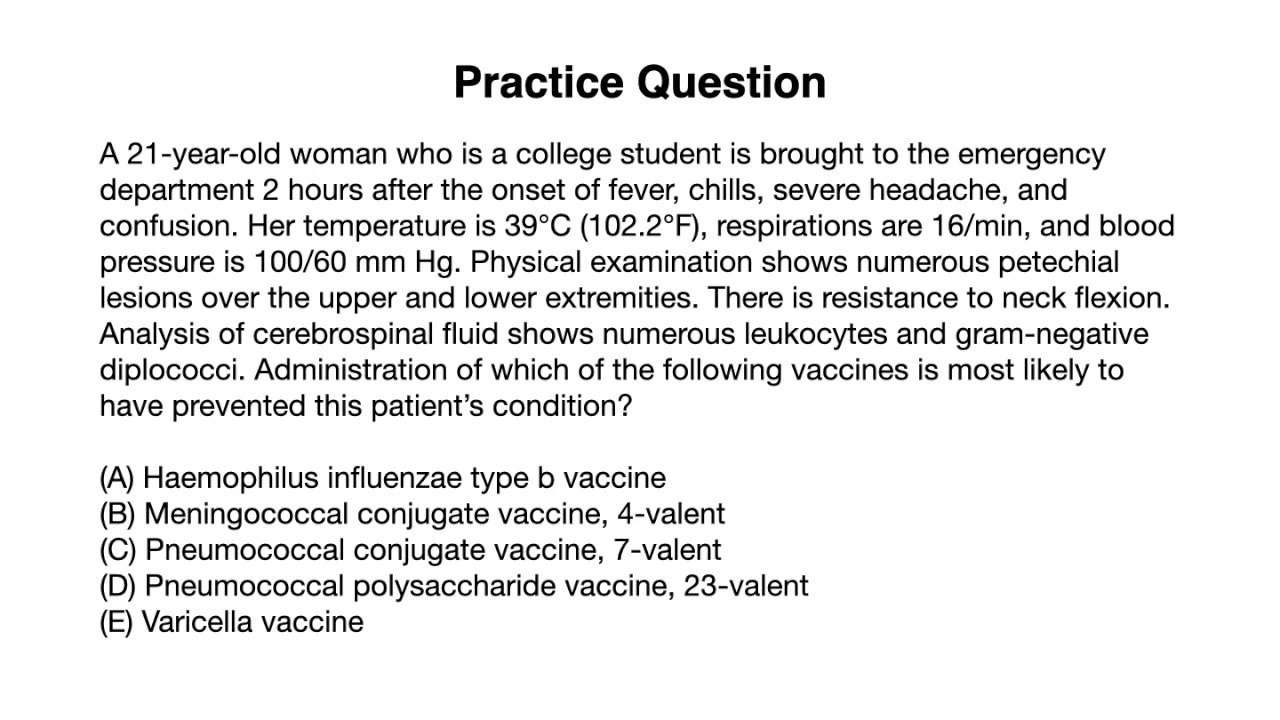 Practice Question
A 21-year-old woman who is a college student is brought to the emergency
department 2 hours after the onset of fever, chills, severe headache, and
confusion. Her temperature is 39°C (102.2°F), respirations are 16/min, and blood
pressure is 100/60 mm Hg. Physical examination shows numerous petechial
lesions over the upper and lower extremities. There is resistance to neck flexion.
Analysis of cerebrospinal fluid shows numerous leukocytes and gram-negative
diplococci. Administration of which of the following vaccines is most likely to
have prevented this patient’s condition?
(A) Haemophilus influenzae type b vaccine
(B) Meningococcal conjugate vaccine, 4-valent
(C) Pneumococcal conjugate vaccine, 7-valent
(D) Pneumococcal polysaccharide vaccine, 23-valent
(E) Varicella vaccine